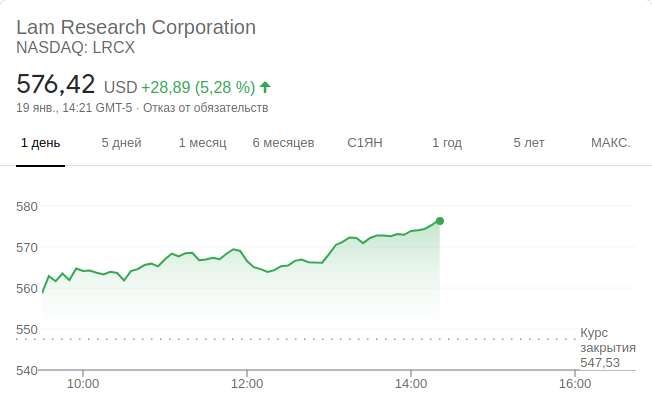 Lam Research Corporation
NASDAQ: LRCX
576,42 USD +28,89 (5,28 %)
19 янв., 14:21 GMT-5 · Отказ от обязательств
1 день 5 дней 1 месяц 6 месяцев С1ЯН 1 год 5 лет МАКС.
580
570
560
550
Курс
закрытия
547,53
540
10:00 12:00 14:00 16:00